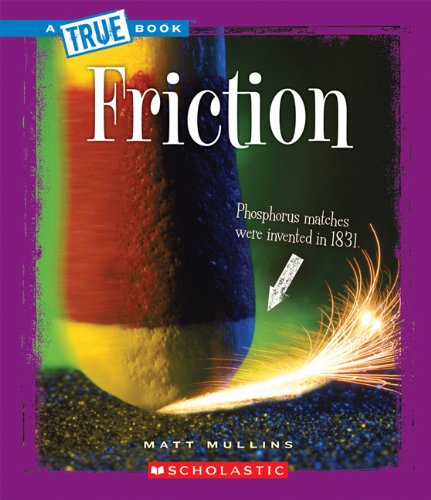 A TRUE BOOK
Friction
Phosphorus matches
were invented in 1831.
MATT MULLINS
SCHOLASTIC